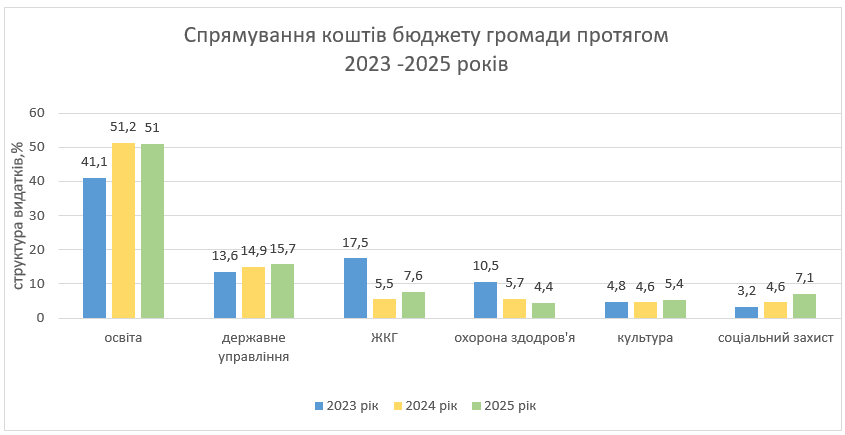 Спрямування коштів бюджету громади протягом
2023 -2025 років
структура видатків,%
60
50
40
30
20
10
0
41,1
51,2
51
13,6
14,9
15,7
17,5
5,5
7,6
10,5
5,7
4,4
4,8
4,6
5,4
3,2
4,6
7,1
освіта
державне
управління
ЖКГ
охорона здодров'я
культура
соціальний захист
2023 рік
2024 рік
2025 рік